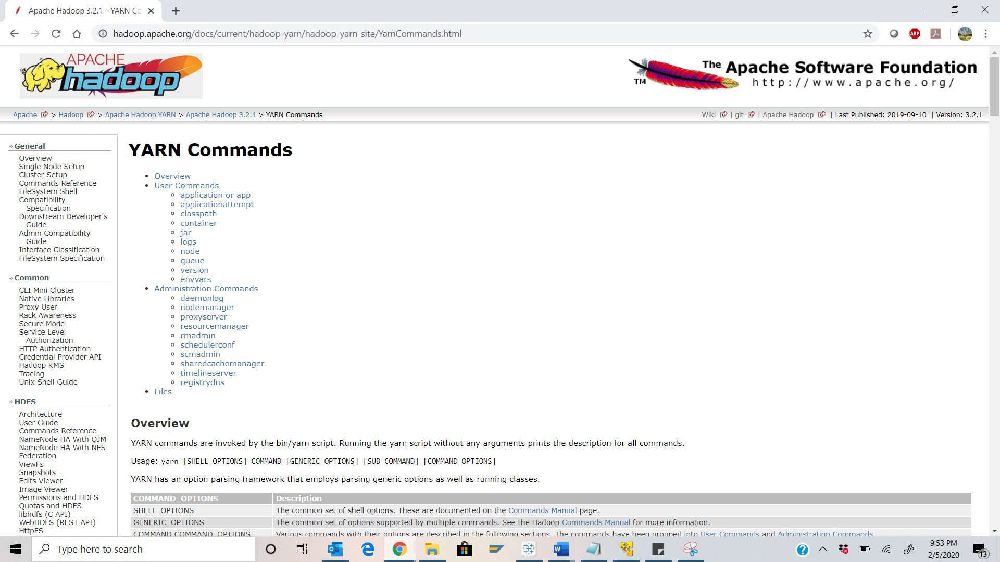 Apache Hadoop 3.2.1 – YARN Co
hadoop.apache.org/docs/current/hadoop-yarn/hadoop-yarn-site/YarnCommands.html
ABP
APACHE
hadoop
The Apache Software Foundation
TM
http://www.apache.org/
Apache > Hadoop > Apache Hadoop YARN > Apache Hadoop 3.2.1 > YARN Commands
Wiki | git | Apache Hadoop | Last Published: 2019-09-10 | Version: 3.2.1
General
Overview
Single Node Setup
Cluster Setup
Commands Reference
FileSystem Shell
Compatibility
Specification
Downstream Developer's
Guide
Admin Compatibility
Guide
Interface Classification
FileSystem Specification
Common
CLI Mini Cluster
Native Libraries
Proxy User
Rack Awareness
Secure Mode
Service Level
Authorization
HTTP Authentication
Credential Provider API
Hadoop KMS
Tracing
Unix Shell Guide
HDFS
Architecture
User Guide
Commands Reference
NameNode HA With QJM
NameNode HA With NFS
Federation
ViewFs
Snapshots
Edits Viewer
Image Viewer
Permissions and HDFS
Quotas and HDFS
libhdfs (C API)
WebHDFS (REST API)
HttpFS
YARN Commands
Overview
User Commands
application or app
applicationattempt
classpath
container
jar
logs
node
queue
version
envvars
Administration Commands
daemonlog
nodemanager
proxyserver
resourcemanager
rmadmin
schedulerconf
scmadmin
sharedcachemanager
timelineserver
registrydns
Files
Overview
YARN commands are invoked by the bin/yarn script. Running the yarn script without any arguments prints the description for all commands.
Usage: yarn [SHELL_OPTIONS] COMMAND [GENERIC_OPTIONS] [SUB_COMMAND] [COMMAND_OPTIONS]
YARN has an option parsing framework that employs parsing generic options as well as running classes.
COMMAND_OPTIONS Description
SHELL_OPTIONS The common set of shell options. These are documented on the Commands Manual page.
GENERIC_OPTIONS The common set of options supported by multiple commands. See the Hadoop Commands Manual for more information.
COMMAND COMMAND_OPTIONS Various commands with their options are described in the following sections. The commands have been grouped into User Commands and Administration Commands.
Type here to search
9:53 PM
2/5/2020
13